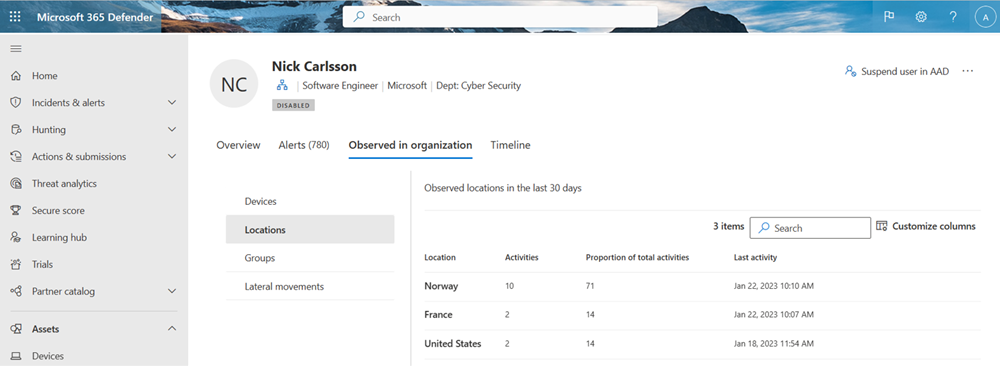 Microsoft 365 Defender
Search
A
Home
Incidents & alerts
Hunting
Actions & submissions
Threat analytics
Secure score
Learning hub
Trials
Partner catalog
Assets
Devices
NC
Nick Carlsson
Software Engineer | Microsoft | Dept: Cyber Security
DISABLED
Suspend user in AAD
Overview Alerts (780) Observed in organization Timeline
Devices
Locations
Groups
Lateral movements
Observed locations in the last 30 days
3 items Search Customize columns
Location Activities Proportion of total activities Last activity
Norway 10 71 Jan 22, 2023 10:10 AM
France 2 14 Jan 22, 2023 10:07 AM
United States 2 14 Jan 18, 2023 11:54 AM